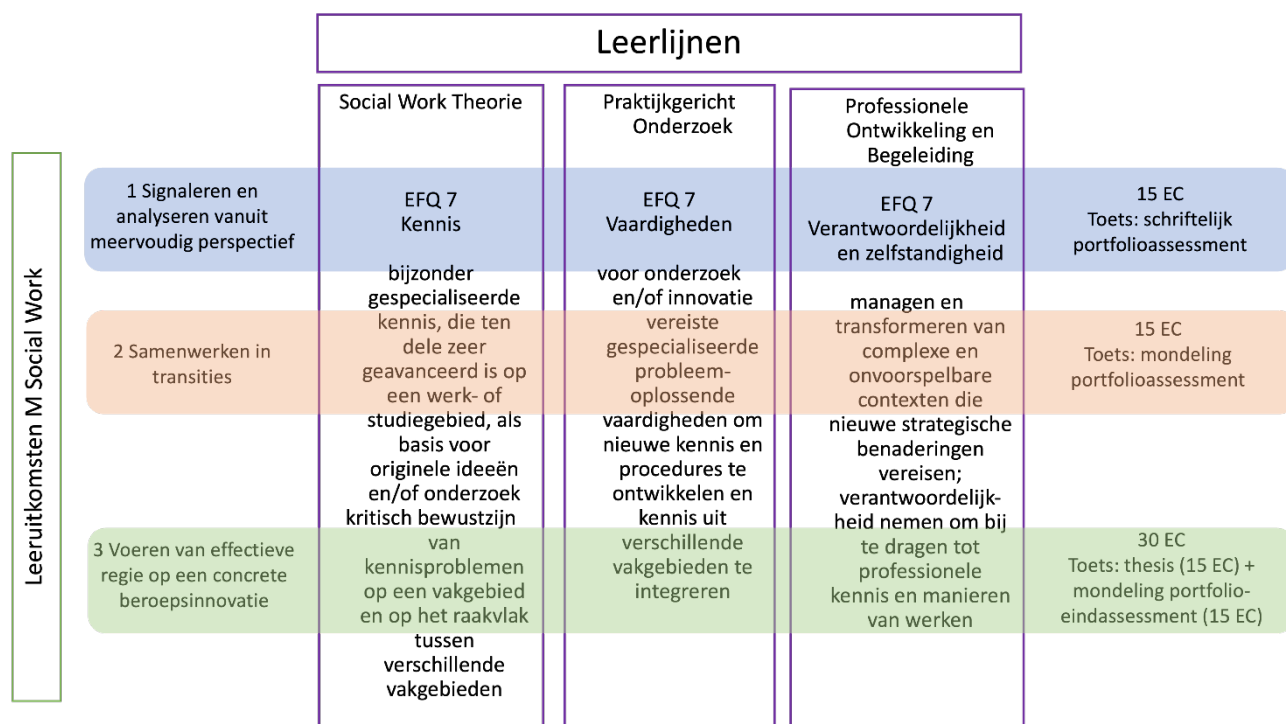 Leerlijnen
Social Work Theorie
Praktijkgericht
Onderzoek
Professionele
Ontwikkeling en
Begeleiding
Leeruitkomsten M Social Work
1 Signaleren en
analyseren vanuit
meervoudig perspectief
EFQ 7
Kennis
EFQ 7
Vaardigheden
EFQ 7
Verantwoordelijkheid
en zelfstandigheid
15 EC
Toets: schriftelijk
portfolioassessment
bijzonder
gespecialiseerde
kennis, die ten
dele zeer
geavanceerd is op
een werk- of
studiegebied, als
basis voor
originele ideeën
en/of onderzoek
kritisch bewustzijn
van
kennisproblemen
op een vakgebied
en op het raakvlak
tussen
verschillende
vakgebieden
voor onderzoek
en/of innovatie
vereiste
gespecialiseerde
probleem-
oplossende
vaardigheden om
nieuwe kennis en
procedures te
ontwikkelen en
kennis uit
verschillende
vakgebieden te
integreren
managen en
transformeren van
complexe en
onvoorspelbare
contexten die
nieuwe strategische
benaderingen
vereisen;
verantwoordelijk-
heid nemen om bij
te dragen tot
professionele
kennis en manieren
van werken
2 Samenwerken in
transities
15 EC
Toets: mondeling
portfolioassessment
3 Voeren van effectieve
regie op een concrete
beroepsinnovatie
30 EC
Toets: thesis (15 EC) +
mondeling portfolio-
eindassessment (15 EC)